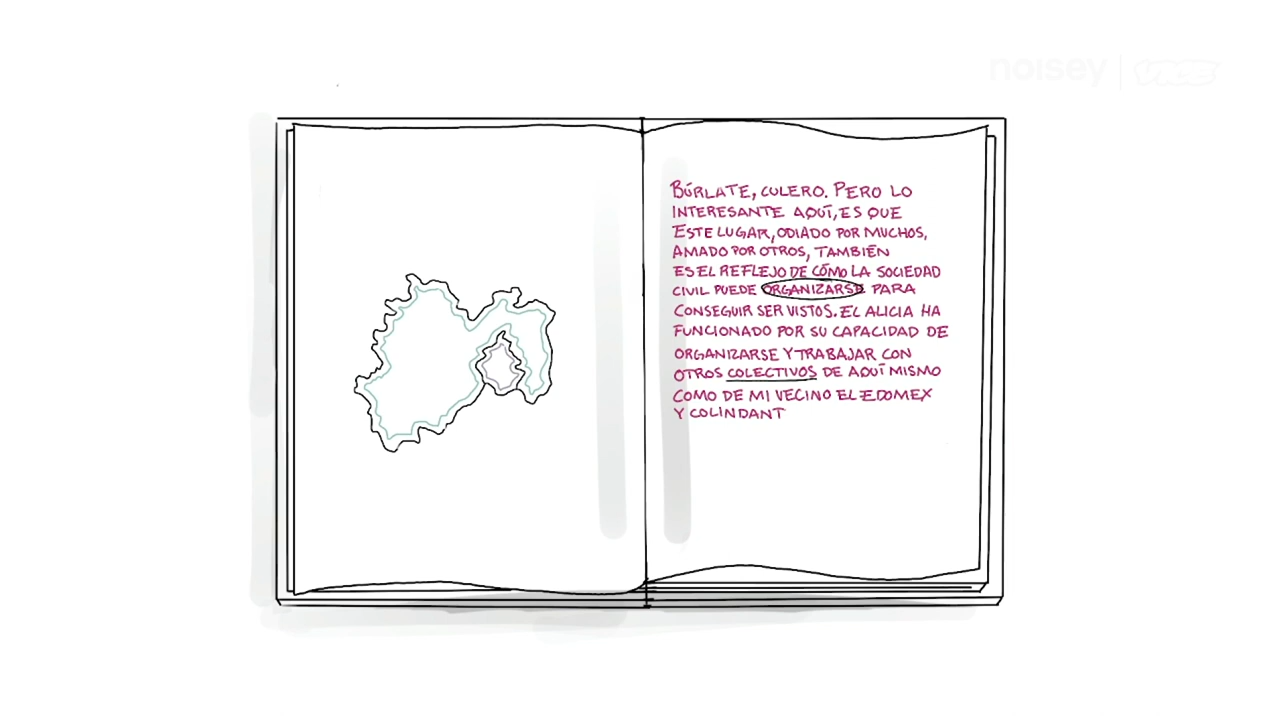 noisey | VICE
BÚRLATE, CULERO. PERO LO
INTERESANTE AQUÍ, ES QUE
ESTE LUGAR, ODIADO POR MUCHOS,
AMADO POR OTROS, TAMBIÉN
ES EL REFLEJO DE CÓMO LA SOCIEDAD
CIVIL PUEDE ORGANIZARSE PARA
CONSEGUIR SER VISTOS. EL ALICIA HA
FUNCIONADO POR SU CAPACIDAD DE
ORGANIZARSE Y TRABAJAR CON
OTROS COLECTIVOS DE AQUÍ MISMO
COMO DE MI VECINO EL EDOMEX
Y COLINDANT